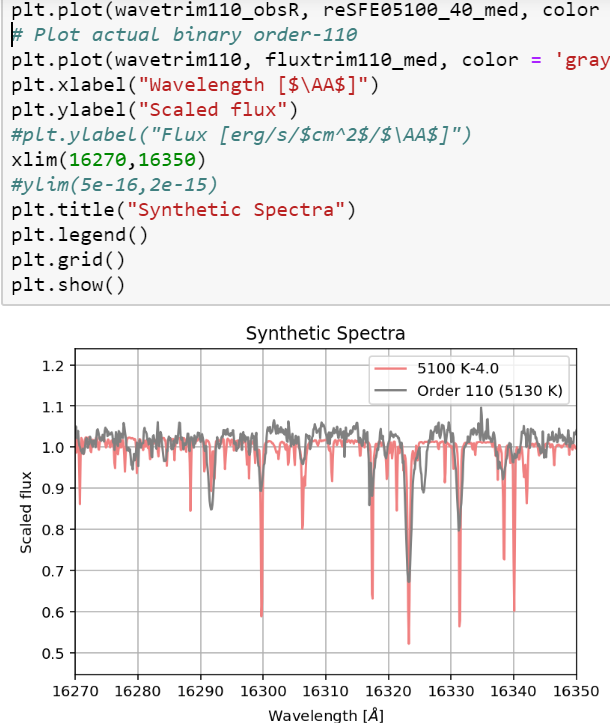 plt.plot(wavetrim110_obsR, reSFE05100_40_med, color
# Plot actual binary order-110
plt.plot(wavetrim110, fluxtrim110_med, color = 'gray
plt.xlabel("Wavelength [$\AA$]")
plt.ylabel("Scaled flux")
#plt.ylabel("Flux [erg/s/$cm^2$/$\AA$]")
xlim(16270,16350)
#ylim(5e-16,2e-15)
plt.title("Synthetic Spectra")
plt.legend()
plt.grid()
plt.show()
Synthetic Spectra
5100 K-4.0
Order 110 (5130 K)
1.2
1.1
1.0
0.9
0.8
0.7
0.6
0.5
Scaled flux
16270 16280 16290 16300 16310 16320 16330 16340 16350
Wavelength [Å]